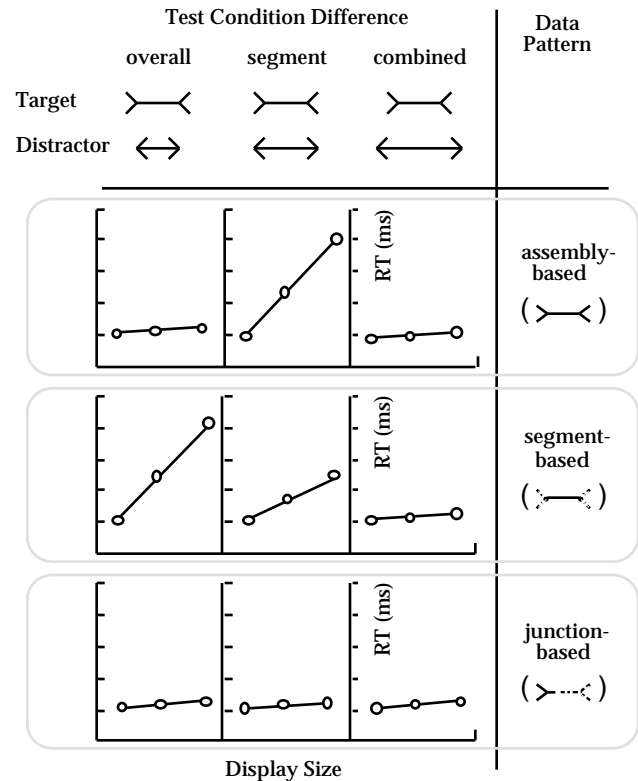 Test Condition Difference
Data
Pattern
overall segment combined
Target
Distractor
RT (ms)
assembly-
based
( )
RT (ms)
segment-
based
( )
RT (ms)
junction-
based
( )
Display Size